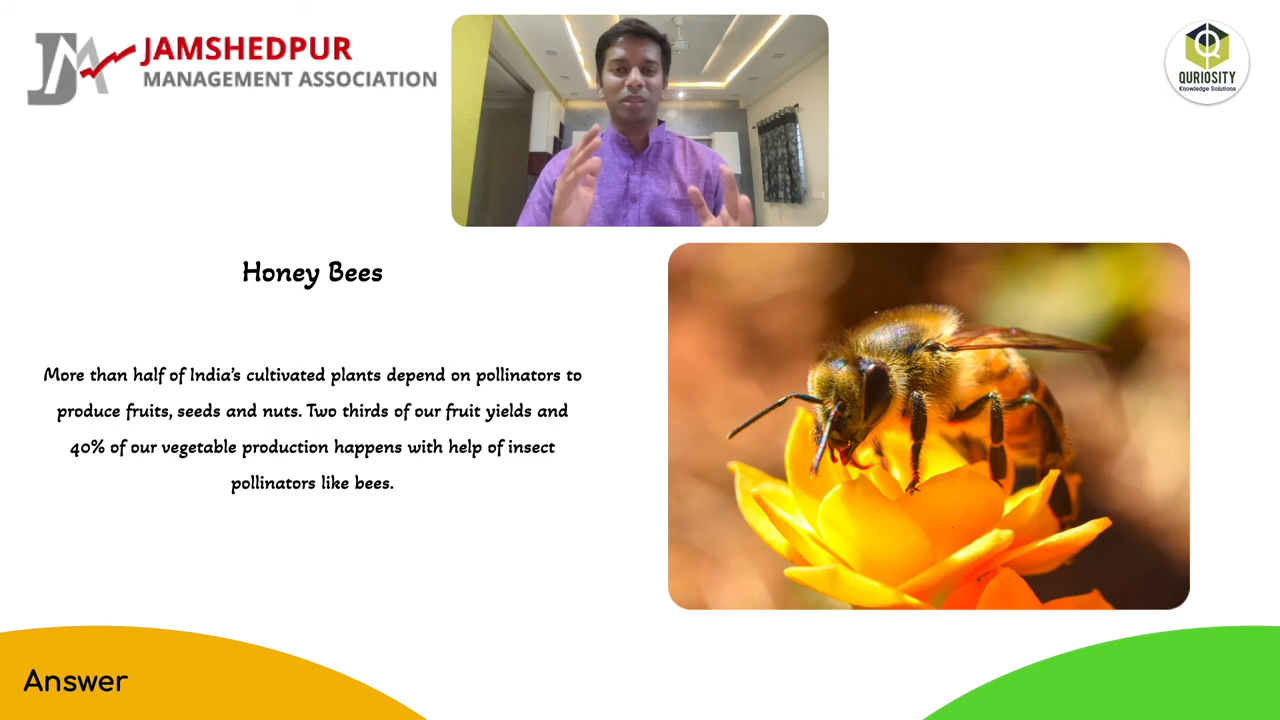 JAMSHEDPUR
MANAGEMENT ASSOCIATION
QURIOSITY
Knowledge Solutions
Honey Bees
More than half of India's cultivated plants depend on pollinators to
produce fruits, seeds and nuts. Two thirds of our fruit yields and
40% of our vegetable production happens with help of insect
pollinators like bees.
Answer